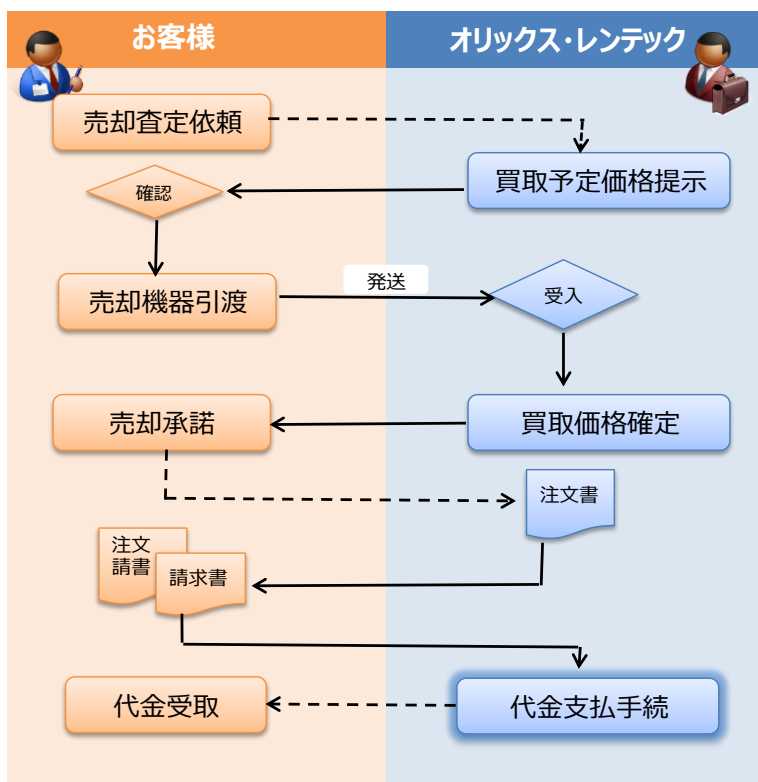 お客様
オリックス・レンテック
売却査定依頼
買取予定価格提示
確認
売却機器引渡
発送
受入
売却承諾
買取価格確定
注文書
注文
請書
請求書
代金受取
代金支払手続